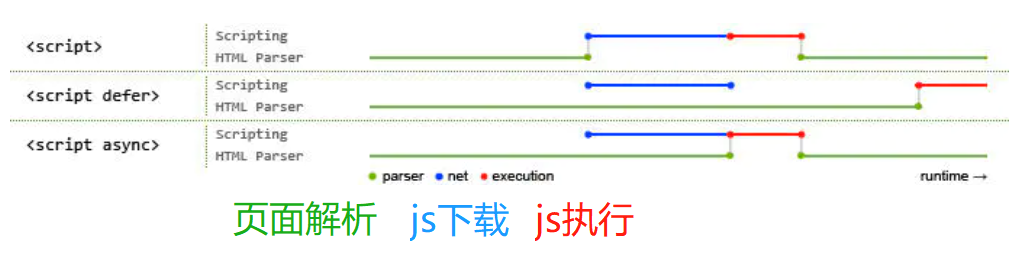 <script> Scripting
HTML Parser
<script defer> Scripting
HTML Parser
<script async> Scripting
HTML Parser
parser net execution runtime →
页面解析 js下载 js执行